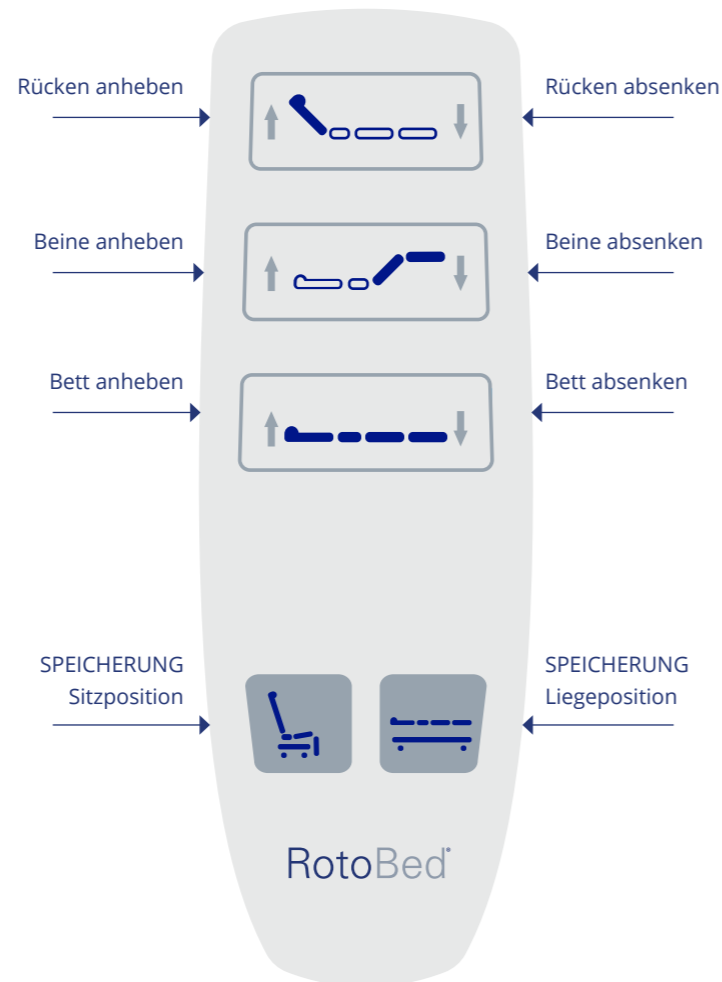 Rücken anheben
Rücken absenken
Beine anheben
Beine absenken
Bett anheben
Bett absenken
SPEICHERUNG
Sitzposition
SPEICHERUNG
Liegeposition
RotoBed